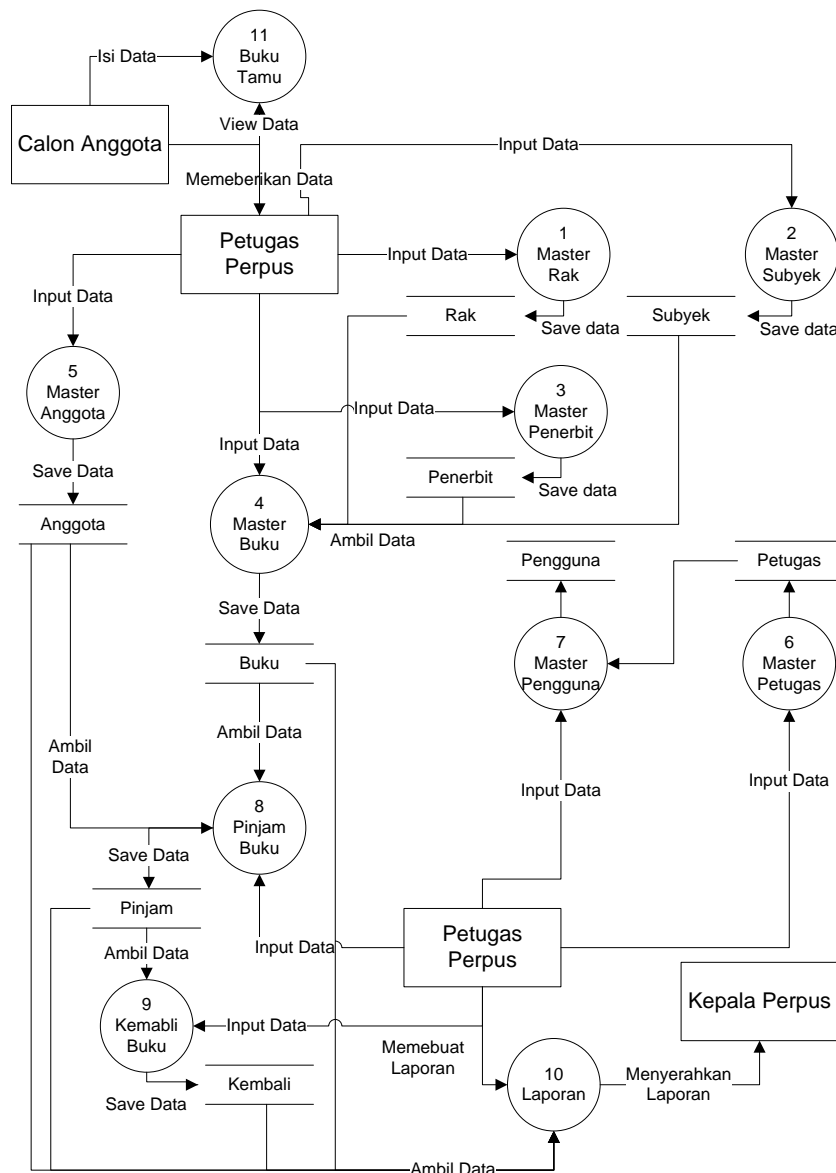 11
Buku
Tamu
Isi Data
View Data
Calon Anggota
Input Data
Memeberikan Data
Petugas
Perpus
Input Data
1
Master
Rak
2
Master
Subyek
Input Data
Rak
Save data
Subyek
Save data
5
Master
Anggota
3
Master
Penerbit
Input Data
Input Data
Save Data
Penerbit
Save data
4
Master
Buku
Anggota
Ambil Data
Pengguna
Petugas
Save Data
7
Master
Pengguna
6
Master
Petugas
Buku
Ambil
Data
Ambil Data
Input Data
Input Data
8
Pinjam
Buku
Save Data
Pinjam
Petugas
Perpus
Ambil Data
Input Data
Kepala Perpus
9
Kemabli
Buku
Input Data
Memebuat
Laporan
10
Laporan
Menyerahkan
Laporan
Kembali
Save Data
Ambil Data